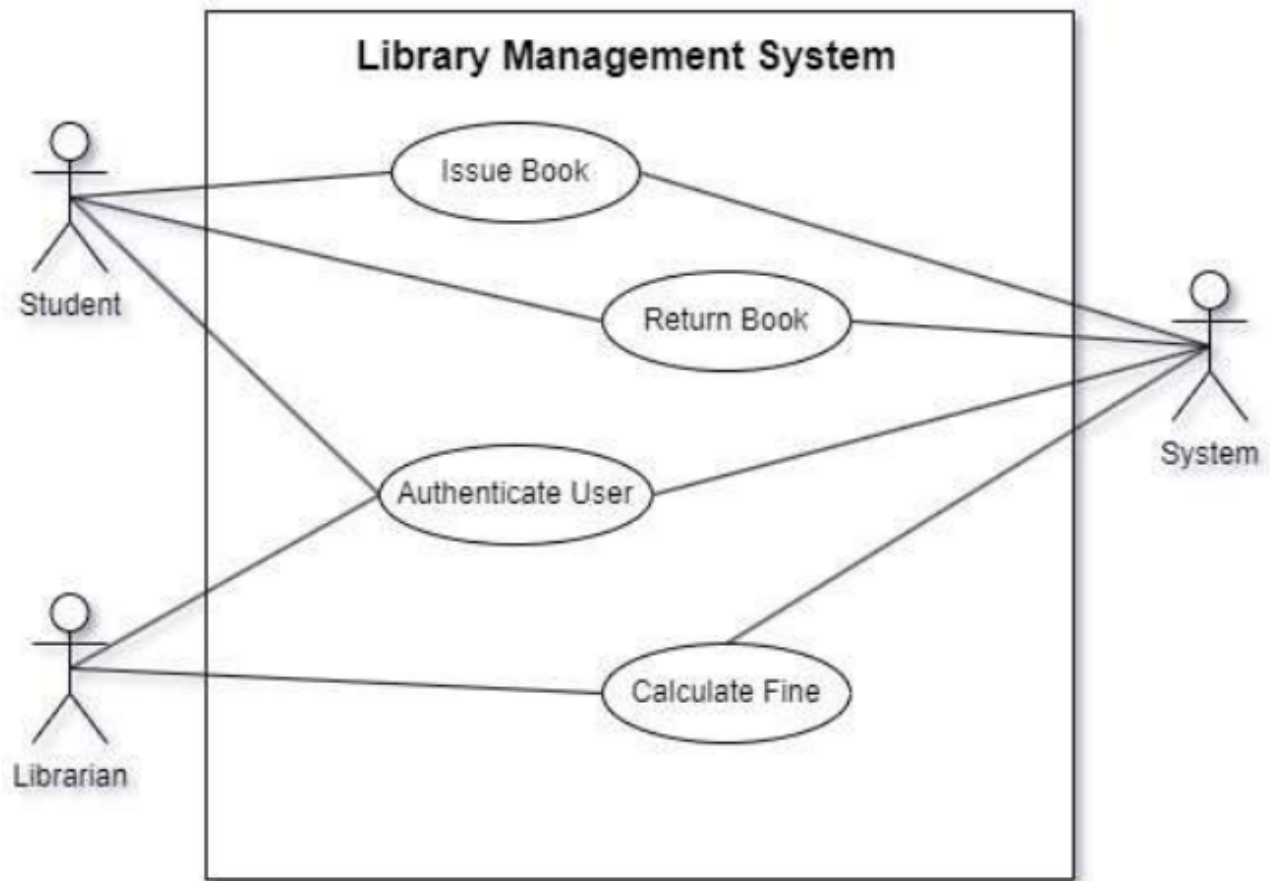 Library Management System
Issue Book
Student
Return Book
System
Authenticate User
Calculate Fine
Librarian